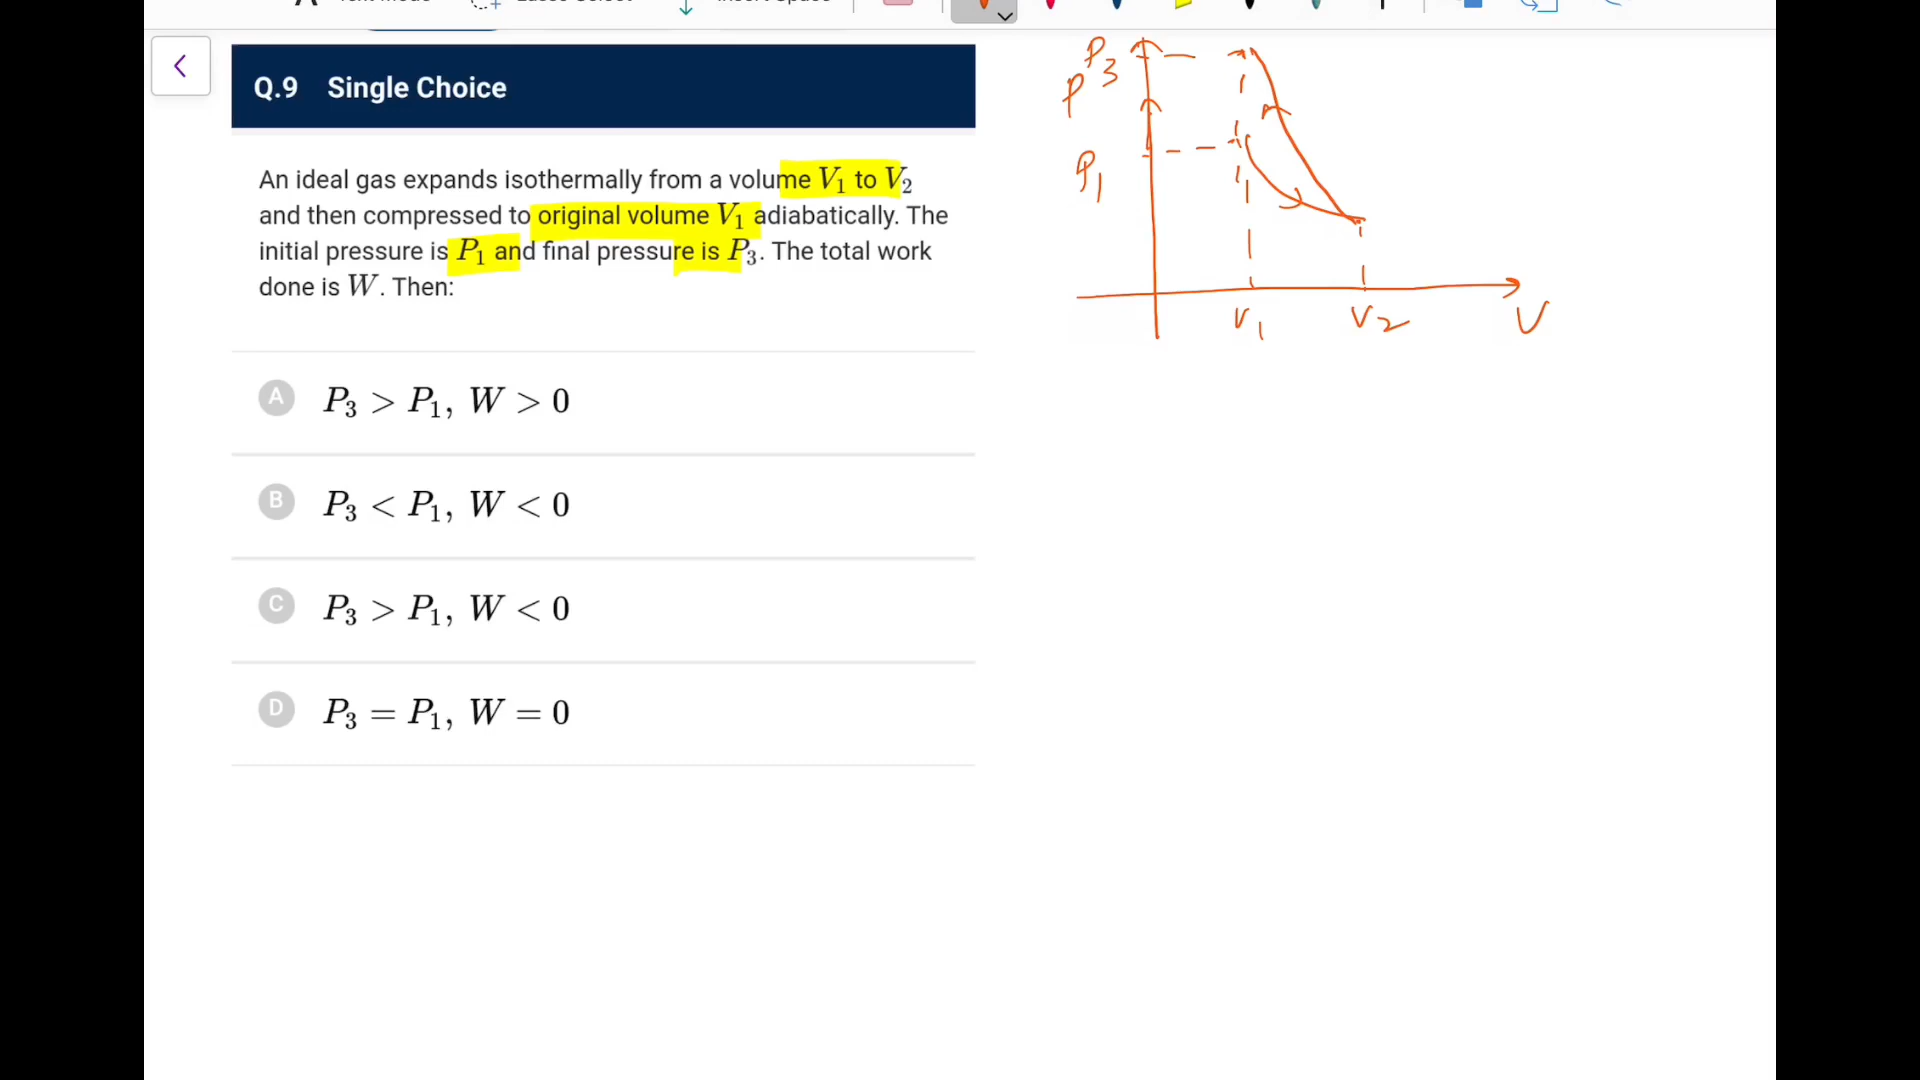 Q.9 Single Choice
An ideal gas expands isothermally from a volume V₁ to V₂
and then compressed to original volume V₁ adiabatically. The
initial pressure is P₁ and final pressure is P₃. The total work
done is W. Then:
A P₃ > P₁, W > 0
B P₃ < P₁, W < 0
C P₃ > P₁, W < 0
D P₃ = P₁, W = 0
P₃
P
P₁
V₁ V₂ V